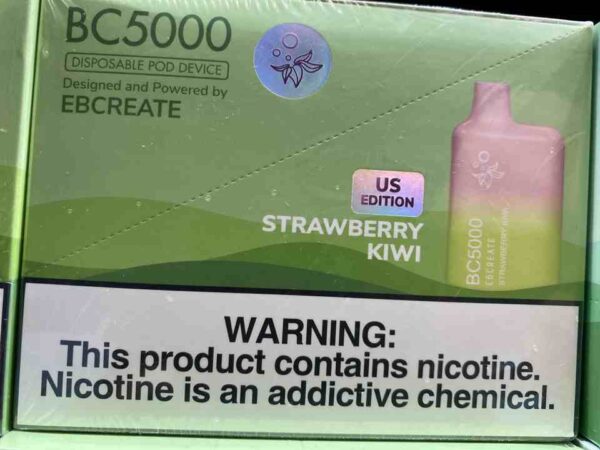 BC5000
DISPOSABLE POD DEVICE
Designed and Powered by
EBCREATE
US
EDITION
STRAWBERRY
KIWI
BC5000
EBCREATE
STRAWBERRY KIWI
WARNING:
This product contains nicotine.
Nicotine is an addictive chemical.